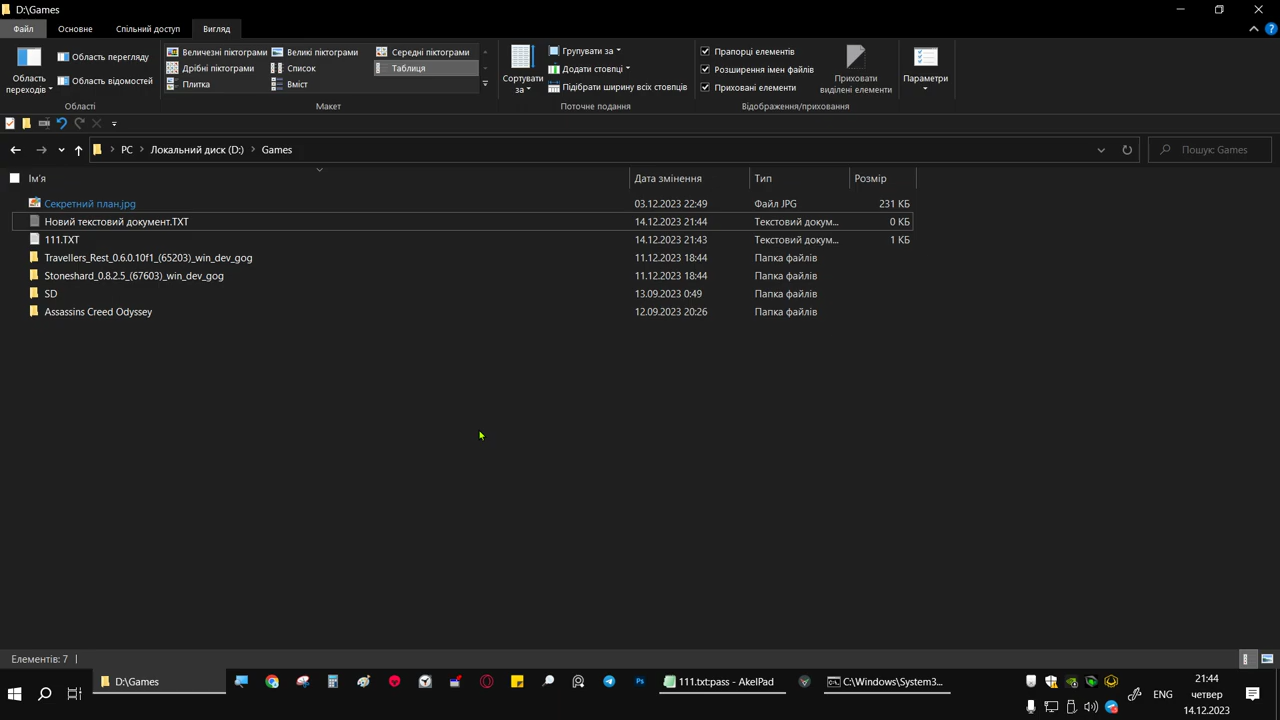 D:\Games
Файл Основне Спільний доступ Вигляд
Область переходів
Область перегляду
Область відомостей
Області
Величезні піктограми Великі піктограми Середні піктограми
Дрібні піктограми Список Таблиця
Плитка Вміст
Макет
Сортувати за
Групувати за
Додати стовпці
Підібрати ширину всіх стовпців
Поточне подання
Прапорці елементів
Розширення імен файлів
Приховані елементи
Приховати виділені елементи
Відображення/приховання
Параметри
PC Локальний диск (D:) Games
Пошук: Games
Ім'я Дата змінення Тип Розмір
Секретний план.jpg 03.12.2023 22:49 Файл JPG 231 КБ
Новий текстовий документ.TXT 14.12.2023 21:44 Текстовий докум... 0 КБ
111.TXT 14.12.2023 21:43 Текстовий докум... 1 КБ
Travellers_Rest_0.6.0.10f1_(65203)_win_dev_gog 11.12.2023 18:44 Папка файлів
Stoneshard_0.8.2.5_(67603)_win_dev_gog 11.12.2023 18:44 Папка файлів
SD 13.09.2023 0:49 Папка файлів
Assassins Creed Odyssey 12.09.2023 20:26 Папка файлів
Елементів: 7
D:\Games
111.txt:pass - AkelPad
C:\Windows\System3...
ENG
21:44
четвер
14.12.2023